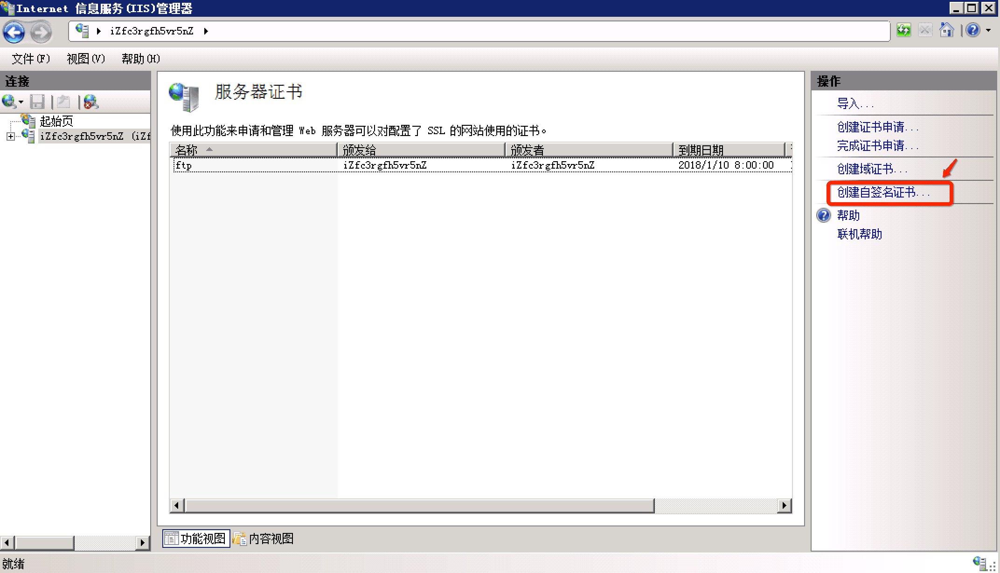 Internet 信息服务(IIS)管理器
iZfc3rgfh5vr5nZ
文件(F) 视图(V) 帮助(H)
连接
起始页
iZfc3rgfh5vr5nZ (iZf
服务器证书
使用此功能来申请和管理 Web 服务器可以对配置了 SSL 的网站使用的证书。
名称 颁发给 颁发者 到期日期
ftp iZfc3rgfh5vr5nZ iZfc3rgfh5vr5nZ 2018/1/10 8:00:00
功能视图 内容视图
操作
导入...
创建证书申请...
完成证书申请...
创建域证书...
创建自签名证书...
帮助
联机帮助
就绪